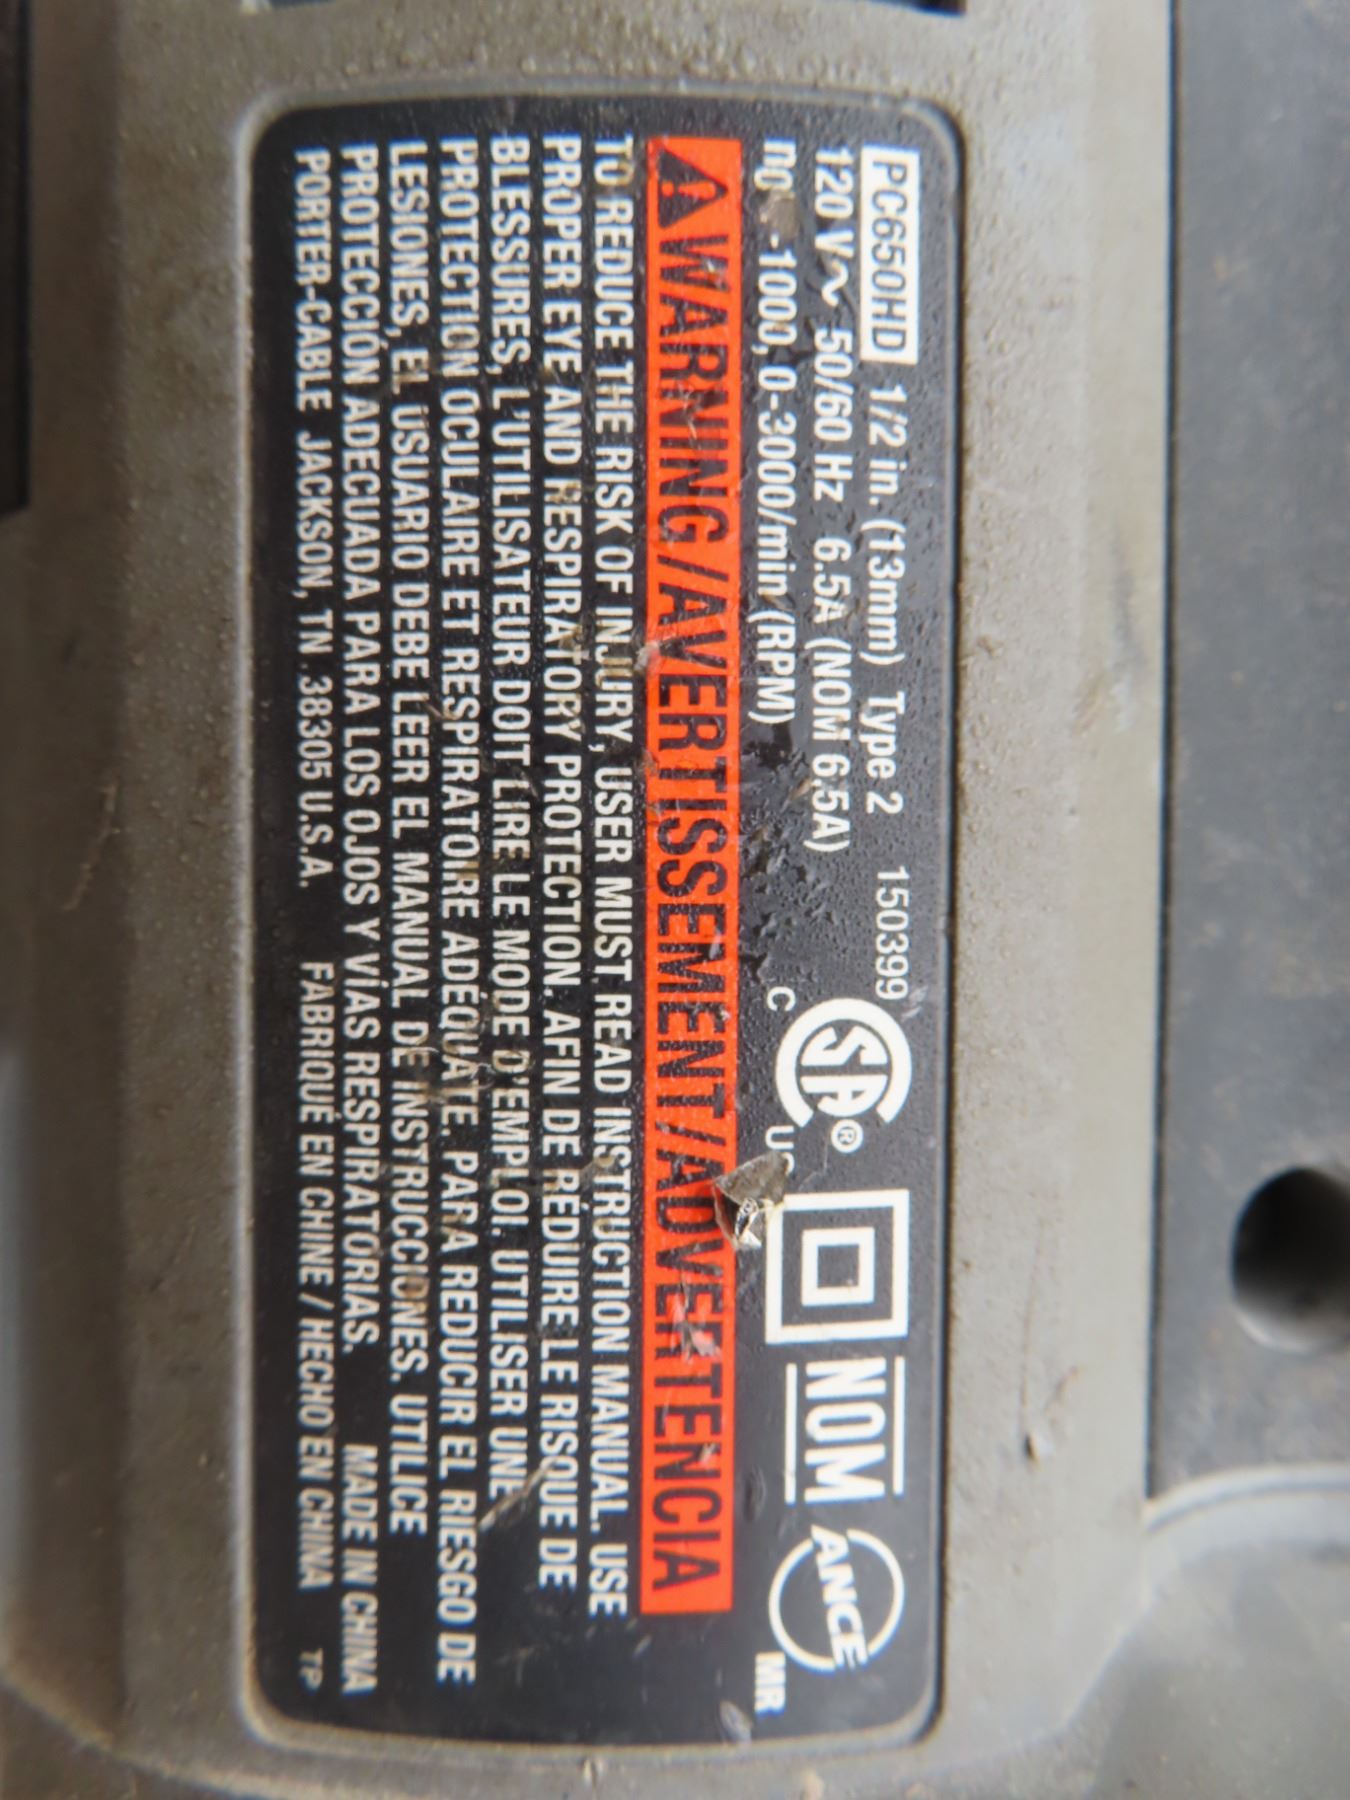 PC650HD 1/2 in. (13mm) Type 2 150399
120 V~ 50/60 Hz 6.5A (NOM 6.5A)
-1000, 0-3000/min (RPM)
C SA® US
NOM
ANCE
MR
WARNING/AVERTISSEMENT/ADVERTENCIA
TO REDUCE THE RISK OF INJURY, USER MUST READ INSTRUCTION MANUAL. USE
PROPER EYE AND RESPIRATORY PROTECTION. AFIN DE RÉDUIRE LE RISQUE DE
BLESSURES, L'UTILISATEUR DOIT LIRE LE MODE D'EMPLOI. UTILISER UNE
PROTECTION OCULAIRE ET RESPIRATOIRE ADÉQUATE. PARA REDUCIR EL RIESGO DE
LESIONES, EL USUARIO DEBE LEER EL MANUAL DE INSTRUCCIONES. UTILICE
PROTECCIÓN ADECUADA PARA LOS OJOS Y VÍAS RESPIRATORIAS. MADE IN CHINA
PORTER-CABLE JACKSON, TN 38305 U.S.A. FABRIQUÉ EN CHINE / HECHO EN CHINA TP